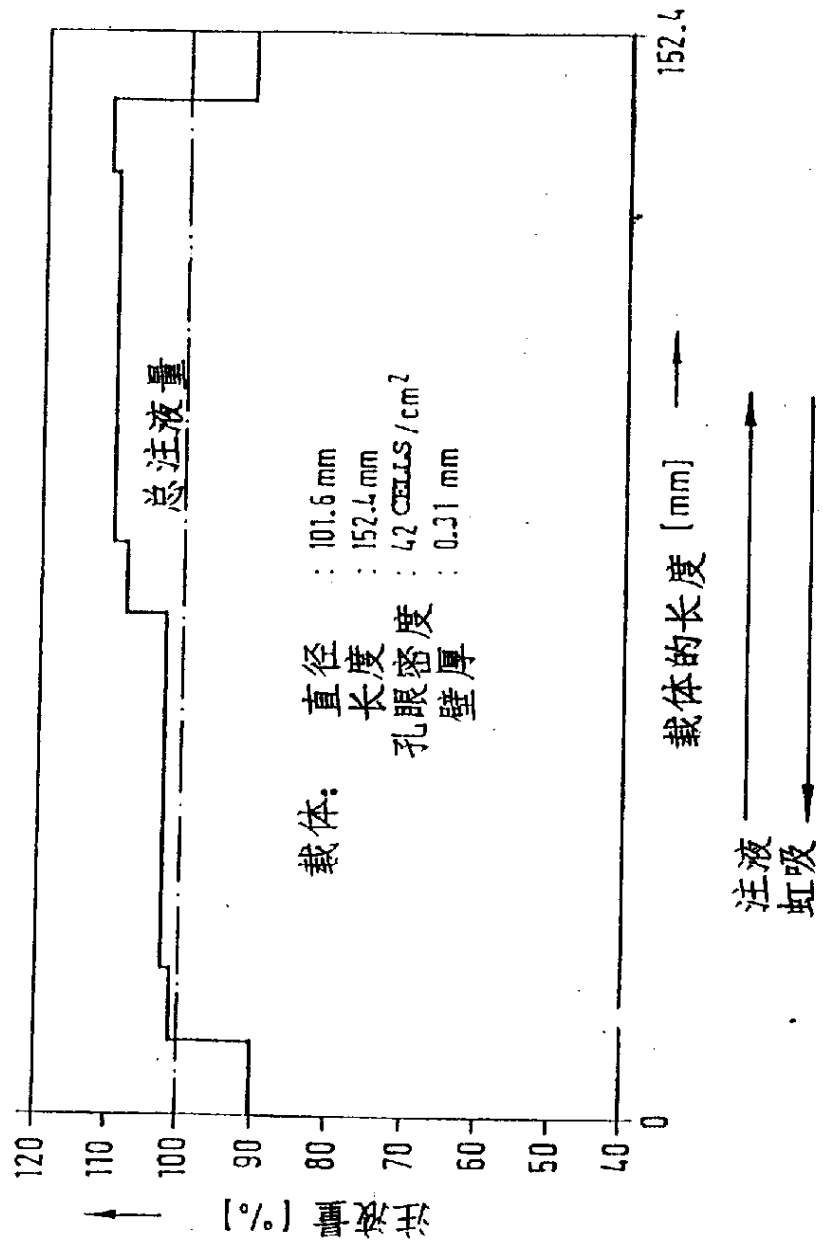 注液量 [%]
120
110
100
90
80
70
60
50
40
总注液量
载体:
直径 : 101.6 mm
长度 : 152.4 mm
孔眼密度 : 42 CELLS/cm²
壁厚 : 0.31 mm
0
152.4
载体的长度 [mm]
注液
虹吸